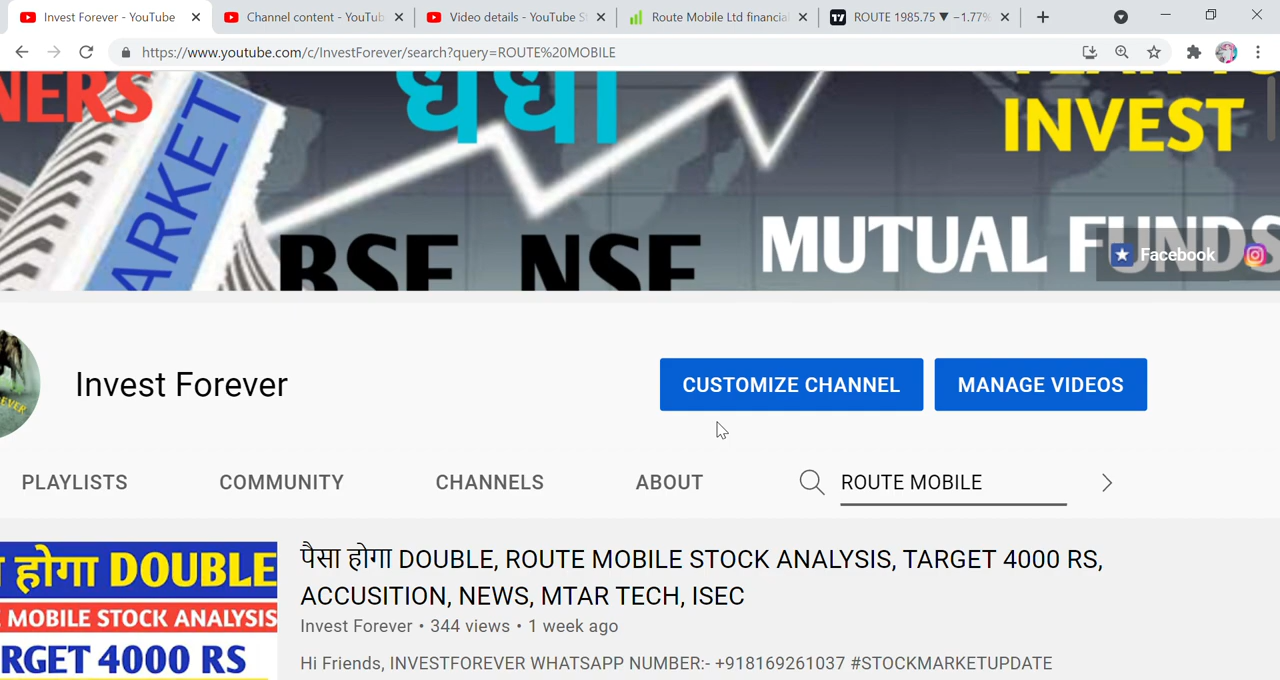 Invest Forever - YouTube
Channel content - YouTub
Video details - YouTube S
Route Mobile Ltd financial
ROUTE 1985.75 ▼ −1.77%
https://www.youtube.com/c/InvestForever/search?query=ROUTE%20MOBILE
NERS
धंधा
INVEST
MARKET
BSE NSE
MUTUAL FUNDS
Facebook
Invest Forever
CUSTOMIZE CHANNEL
MANAGE VIDEOS
PLAYLISTS
COMMUNITY
CHANNELS
ABOUT
ROUTE MOBILE
होगा DOUBLE
MOBILE STOCK ANALYSIS
RGET 4000 RS
पैसा होगा DOUBLE, ROUTE MOBILE STOCK ANALYSIS, TARGET 4000 RS,
ACCUSITION, NEWS, MTAR TECH, ISEC
Invest Forever • 344 views • 1 week ago
Hi Friends, INVESTFOREVER WHATSAPP NUMBER:- +918169261037 #STOCKMARKETUPDATE